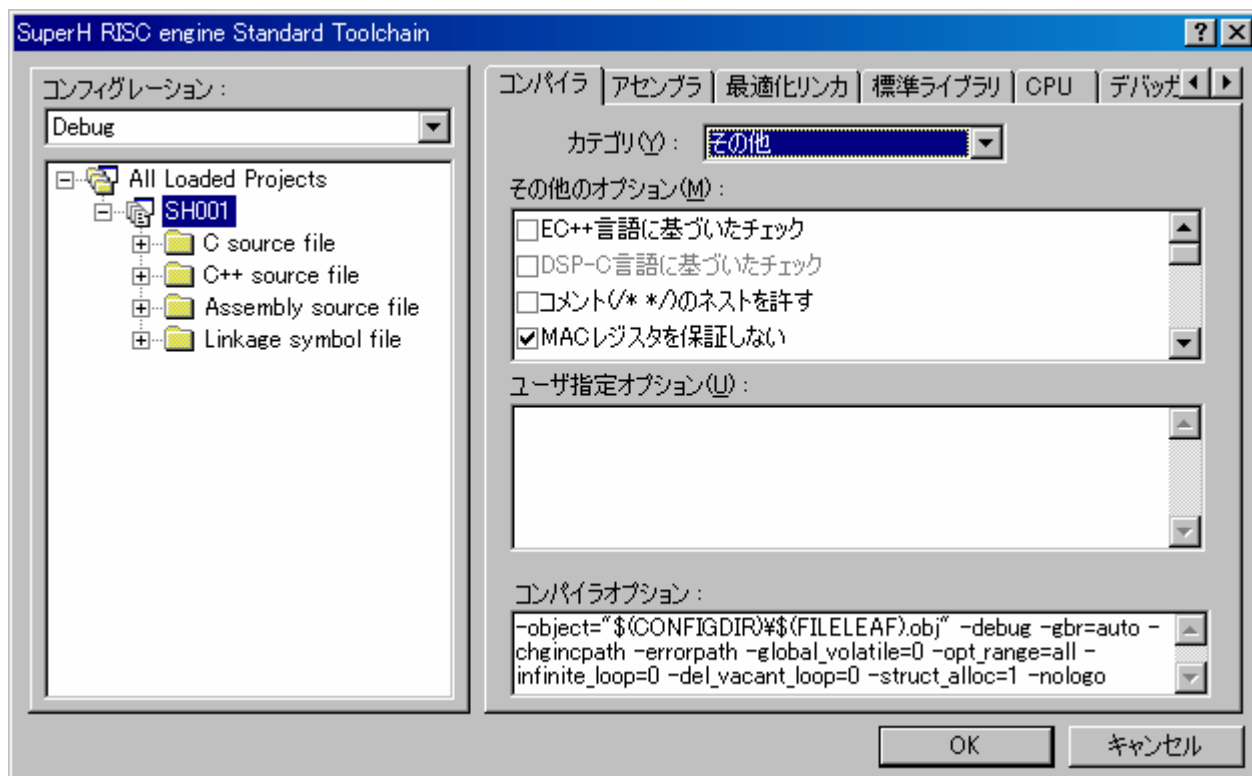 SuperH RISC engine Standard Toolchain
コンフィグレーション :
Debug
All Loaded Projects
SH001
C source file
C++ source file
Assembly source file
Linkage symbol file
コンパイラ アセンブラ 最適化リンカ 標準ライブラリ CPU デバッガ
カテゴリ(Y) : その他
その他のオプション(M) :
EC++言語に基づいたチェック
DSP-C言語に基づいたチェック
コメント(/* */)のネストを許す
MACレジスタを保証しない
ユーザ指定オプション(U) :
コンパイラオプション :
-object="$(CONFIGDIR)¥$(FILELEAF).obj" -debug -gbr=auto -
chgincpath -errorpath -global_volatile=0 -opt_range=all -
infinite_loop=0 -del_vacant_loop=0 -struct_alloc=1 -nologo
OK キャンセル